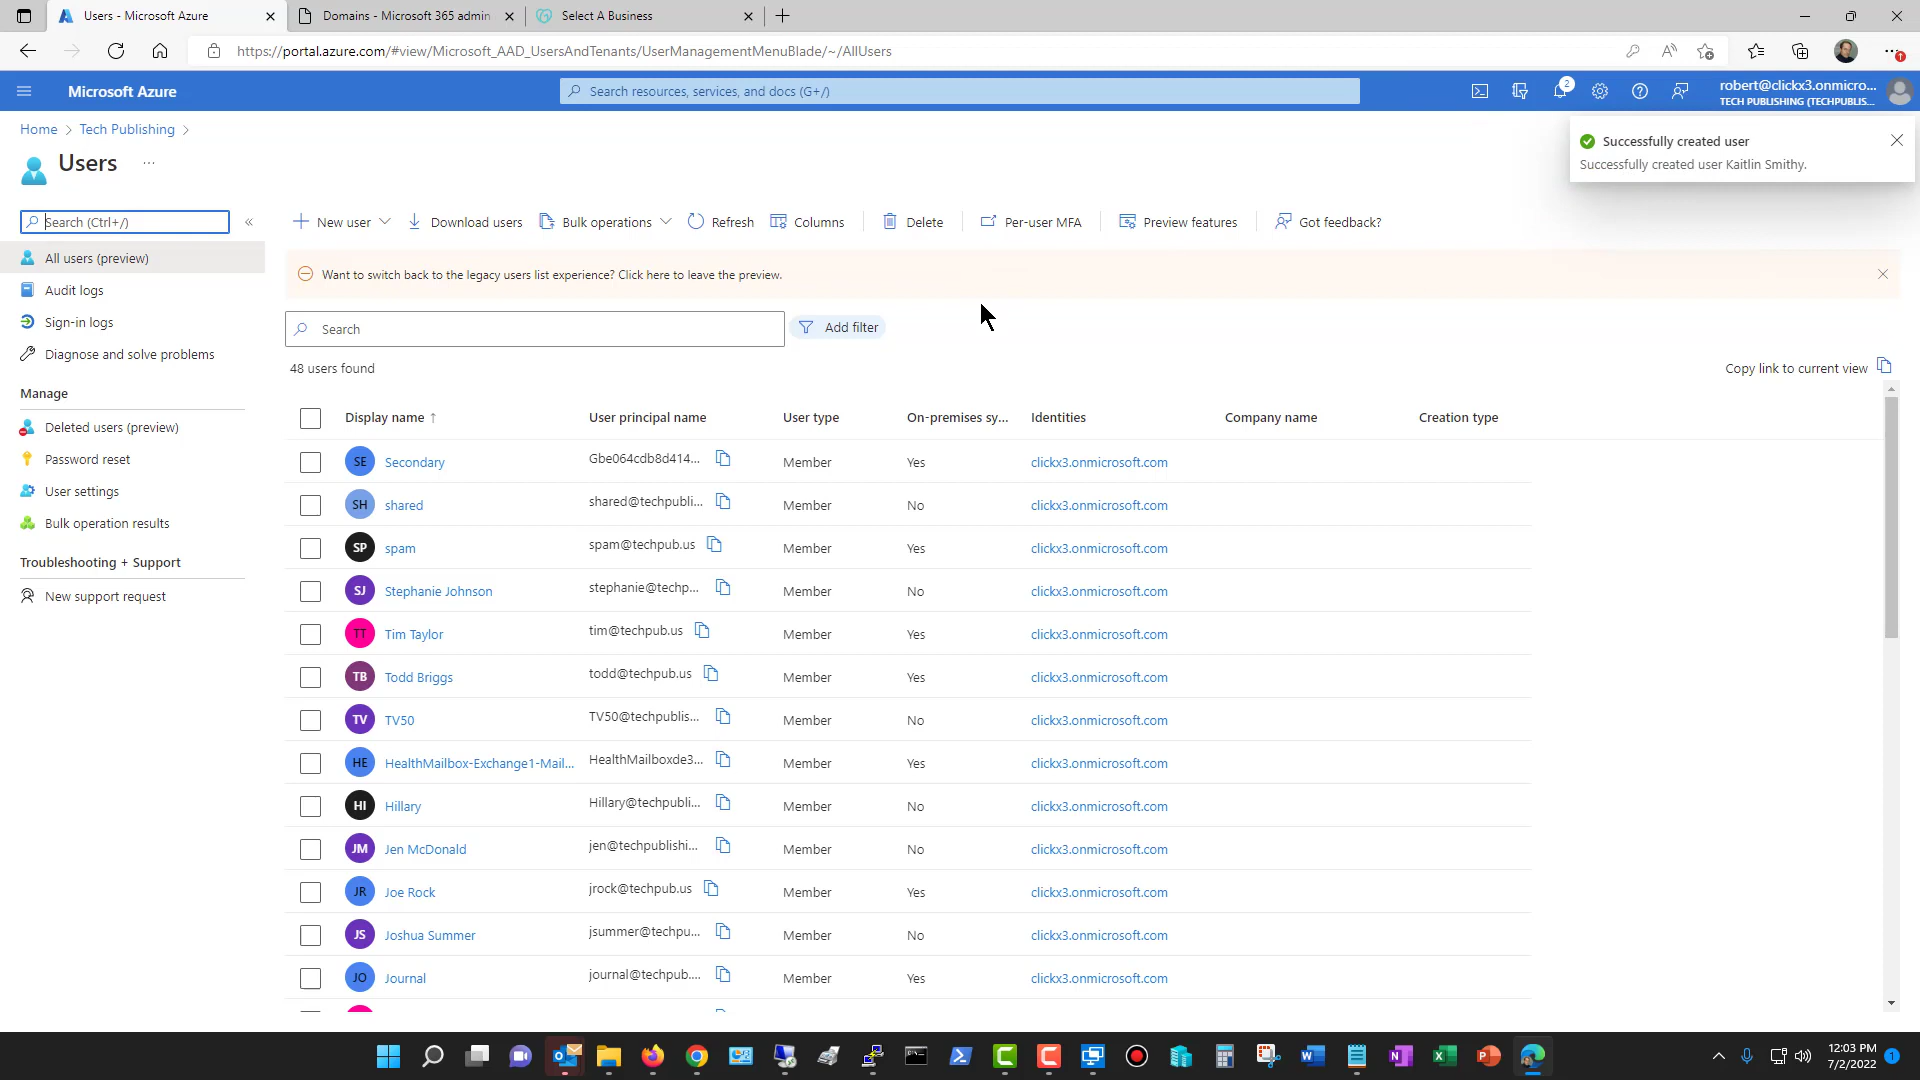 Users - Microsoft Azure
Domains - Microsoft 365 admin
Select A Business
https://portal.azure.com/#view/Microsoft_AAD_UsersAndTenants/UserManagementMenuBlade/~/AllUsers
Microsoft Azure
Search resources, services, and docs (G+/)
2
robert@clickx3.onmicro...
TECH PUBLISHING (TECHPUBLIS...
Home > Tech Publishing >
Users ...
Successfully created user
Successfully created user Kaitlin Smithy.
Search (Ctrl+/)
«
New user
Download users
Bulk operations
Refresh
Columns
Delete
Per-user MFA
Preview features
Got feedback?
All users (preview)
Audit logs
Sign-in logs
Diagnose and solve problems
Manage
Deleted users (preview)
Password reset
User settings
Bulk operation results
Troubleshooting + Support
New support request
Want to switch back to the legacy users list experience? Click here to leave the preview.
Search
Add filter
48 users found
Copy link to current view
Display name ↑ User principal name User type On-premises sy... Identities Company name Creation type
SE Secondary Gbe064cdb8d414... Member Yes clickx3.onmicrosoft.com
SH shared shared@techpubli... Member No clickx3.onmicrosoft.com
SP spam spam@techpub.us Member Yes clickx3.onmicrosoft.com
SJ Stephanie Johnson stephanie@techp... Member No clickx3.onmicrosoft.com
TT Tim Taylor tim@techpub.us Member Yes clickx3.onmicrosoft.com
TB Todd Briggs todd@techpub.us Member Yes clickx3.onmicrosoft.com
TV TV50 TV50@techpublis... Member No clickx3.onmicrosoft.com
HE HealthMailbox-Exchange1-Mail... HealthMailboxde3... Member Yes clickx3.onmicrosoft.com
HI Hillary Hillary@techpubli... Member No clickx3.onmicrosoft.com
JM Jen McDonald jen@techpublishi... Member No clickx3.onmicrosoft.com
JR Joe Rock jrock@techpub.us Member Yes clickx3.onmicrosoft.com
JS Joshua Summer jsummer@techpu... Member No clickx3.onmicrosoft.com
JO Journal journal@techpub.... Member Yes clickx3.onmicrosoft.com
12:03 PM
7/2/2022
1